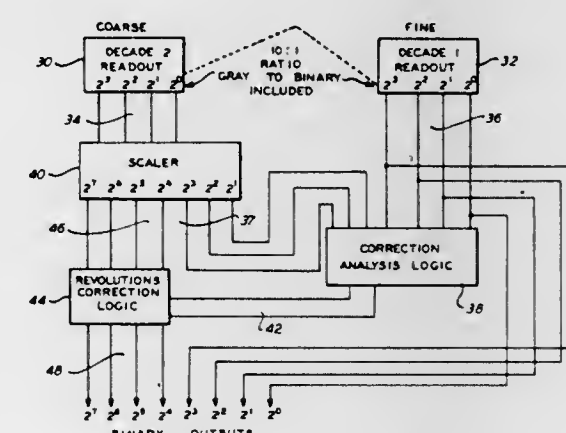 COARSE
FINE
30
DECADE 2
READOUT
2³ 2² 2¹ 2⁰
10:1
RATIO
GRAY TO BINARY
INCLUDED
DECADE 1
READOUT
2³ 2² 2¹ 2⁰
32
34
36
40
SCALER
2⁷ 2⁶ 2⁵ 2⁴ 2³ 2² 2¹
46
37
CORRECTION
ANALYSIS LOGIC
38
44
REVOLUTIONS
CORRECTION
LOGIC
42
48
2⁷ 2⁶ 2⁵ 2⁴ 2³ 2² 2¹ 2⁰
BINARY OUTPUTS